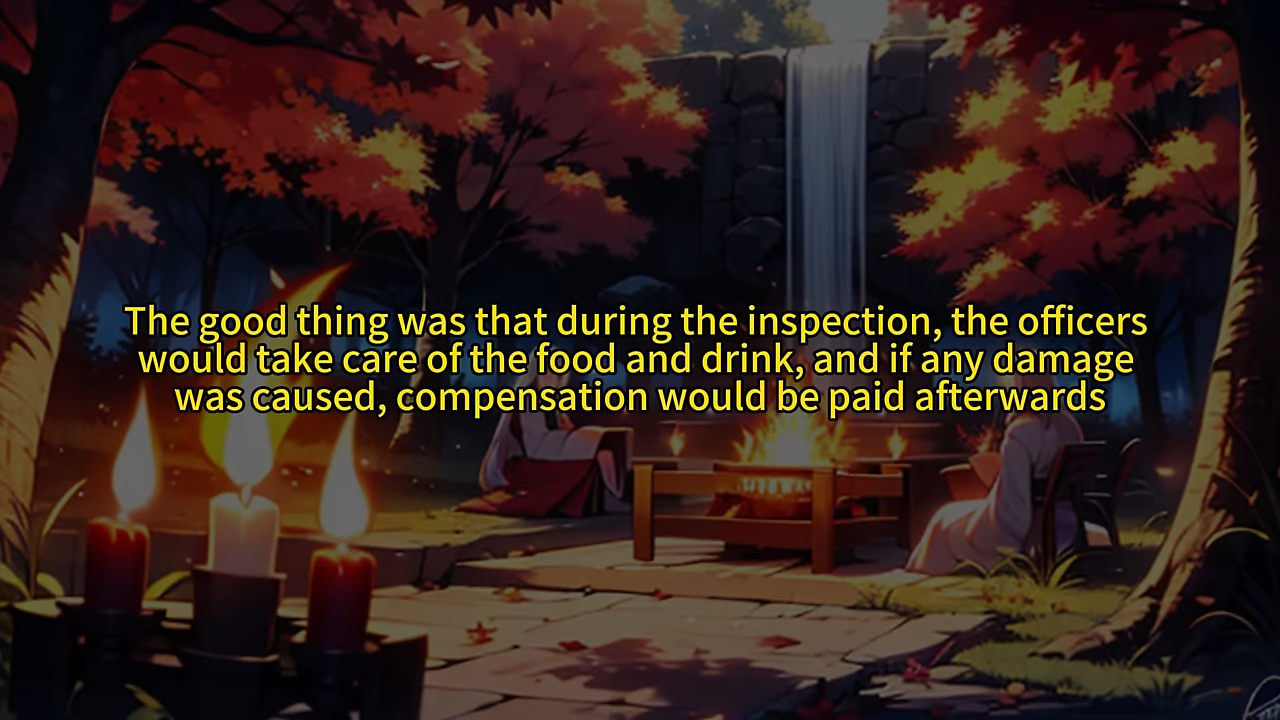 The good thing was that during the inspection, the officers
would take care of the food and drink, and if any damage
was caused, compensation would be paid afterwards